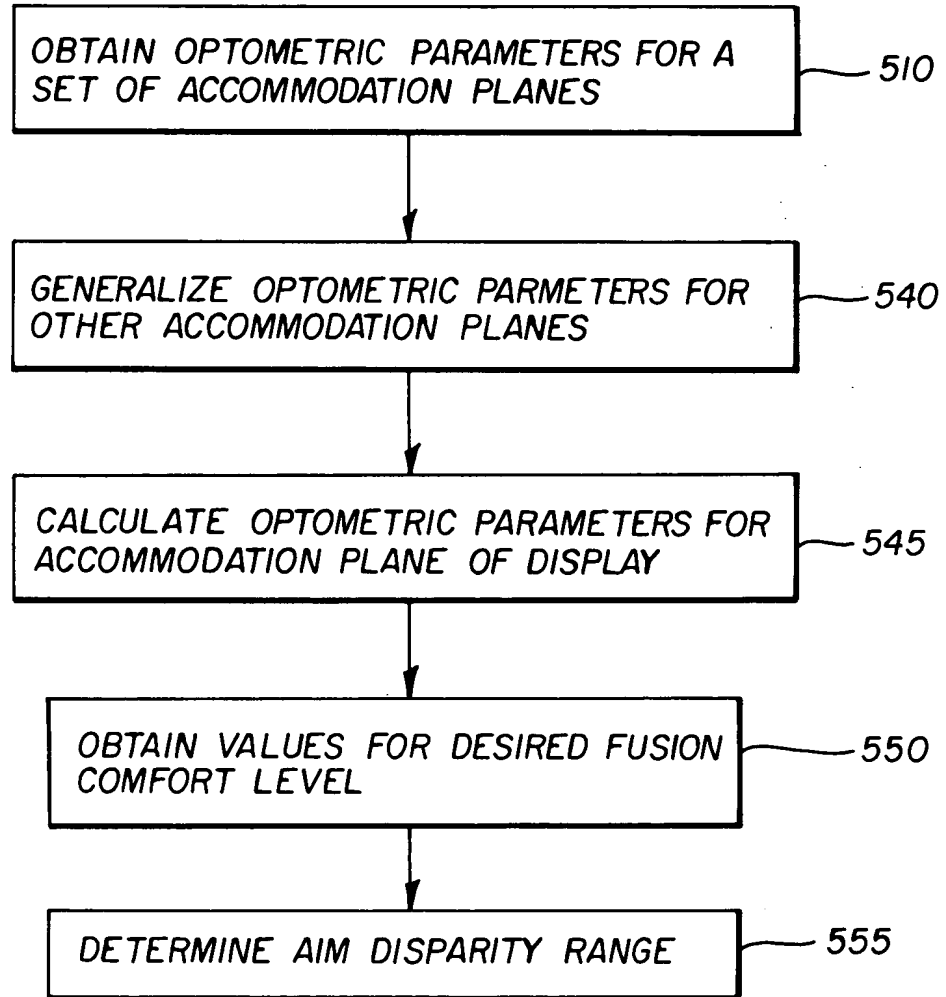 OBTAIN OPTOMETRIC PARAMETERS FOR A
SET OF ACCOMMODATION PLANES
510
GENERALIZE OPTOMETRIC PARMETERS FOR
OTHER ACCOMMODATION PLANES
540
CALCULATE OPTOMETRIC PARAMETERS FOR
ACCOMMODATION PLANE OF DISPLAY
545
OBTAIN VALUES FOR DESIRED FUSION
COMFORT LEVEL
550
DETERMINE AIM DISPARITY RANGE
555